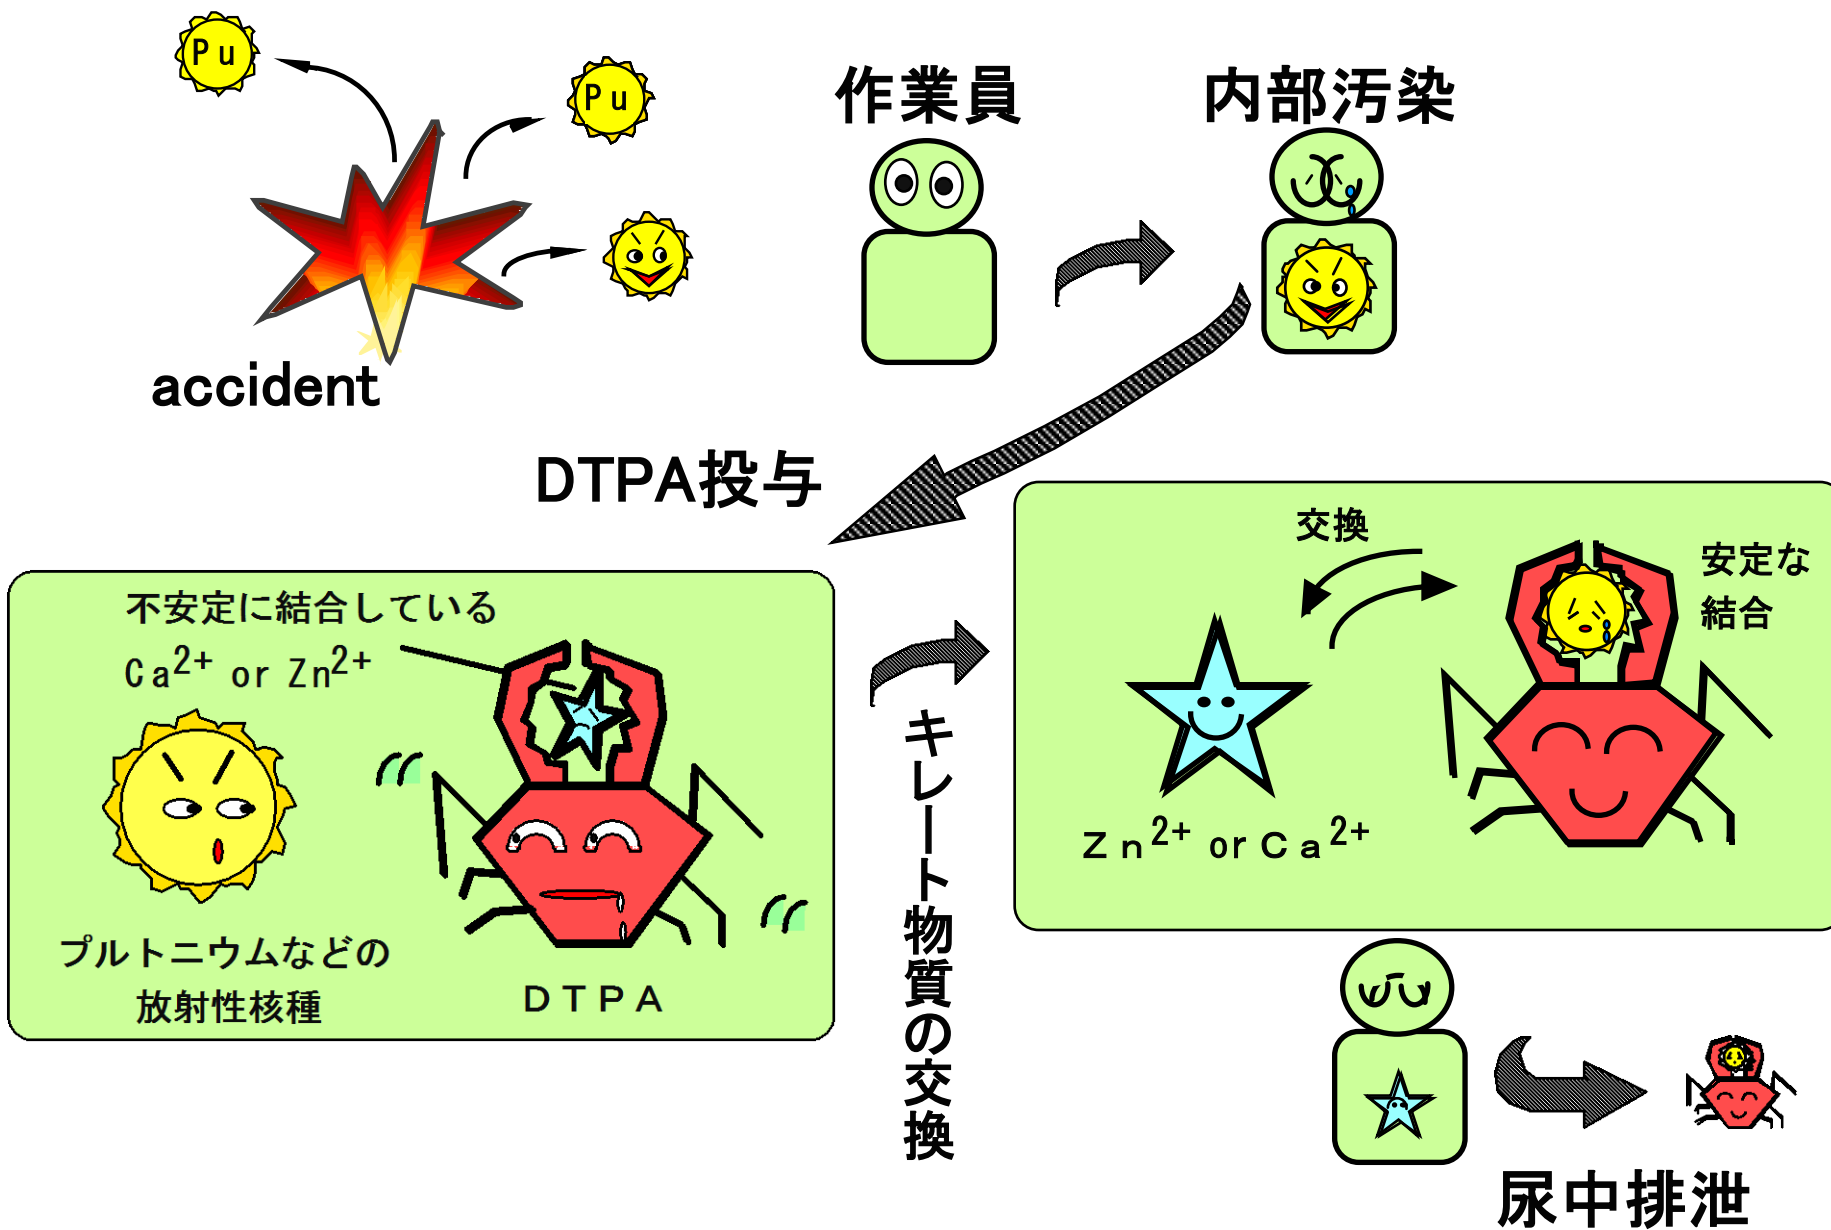 Pu
Pu
accident
作業員
内部汚染
DTPA投与
不安定に結合している
Ca2+ or Zn2+
プルトニウムなどの
放射性核種
DTPA
キレート物質の交換
交換
安定な
結合
Zn2+ or Ca2+
尿中排泄